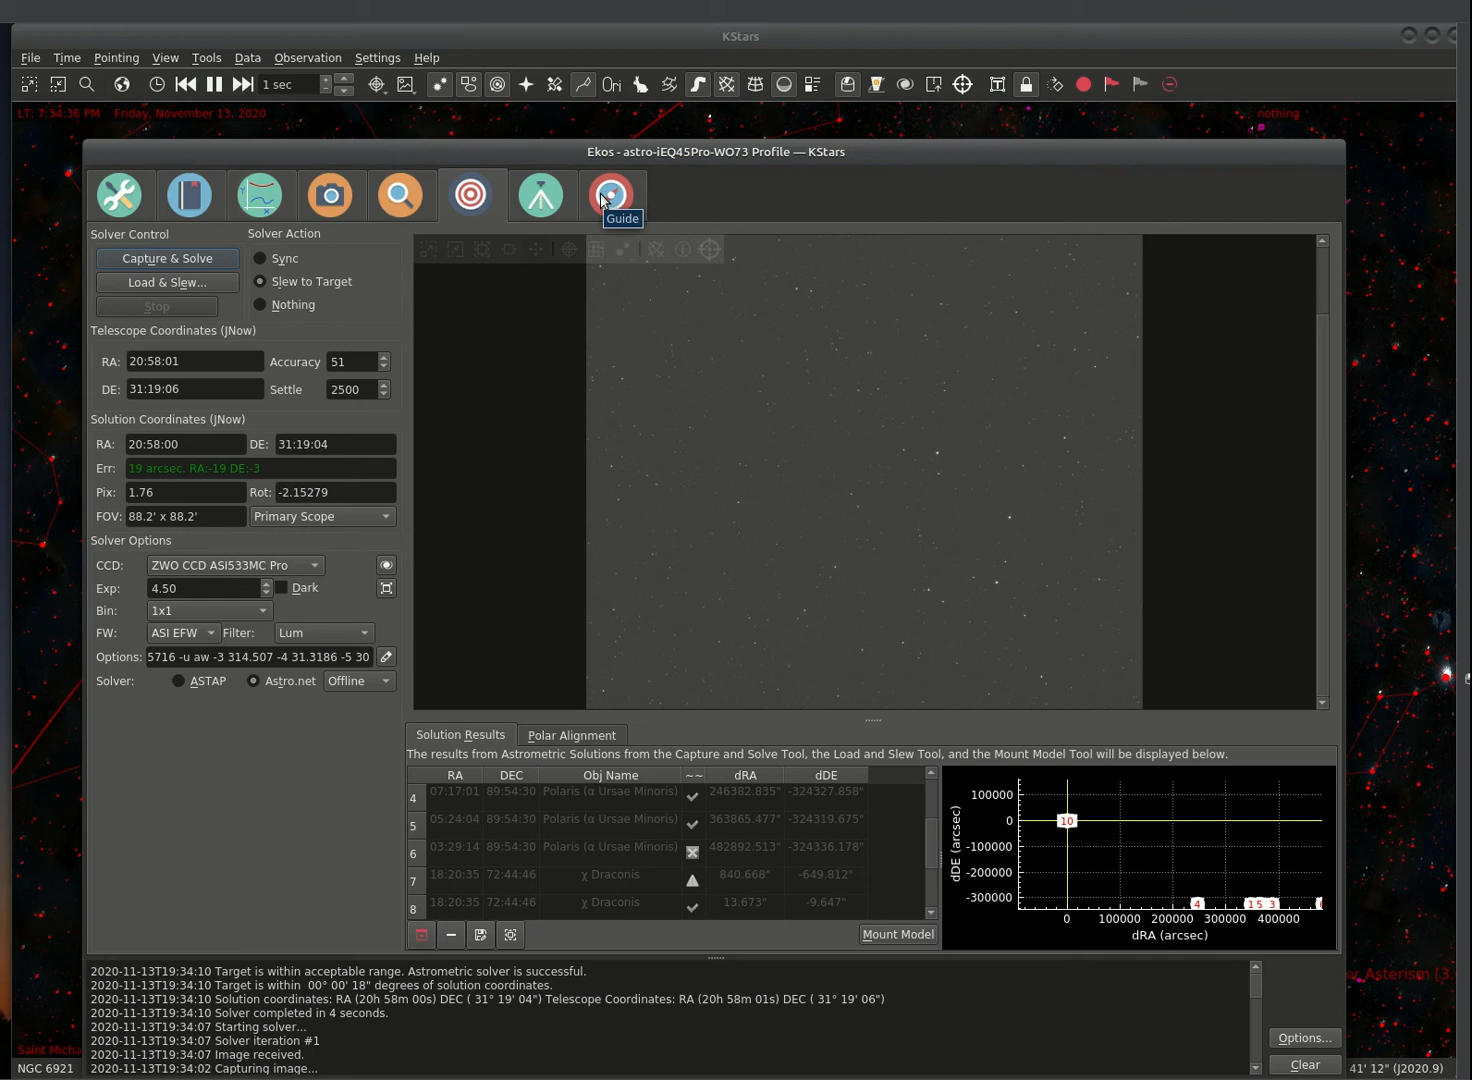 KStars
File Time Pointing View Tools Data Observation Settings Help
1 sec Ori
LT: 7:34:36 PM Friday, November 13, 2020
nothing
Ekos - astro-iEQ45Pro-WO73 Profile — KStars
Guide
Solver Control Solver Action
Capture & Solve Sync
Load & Slew... Slew to Target
Stop Nothing
Telescope Coordinates (JNow)
RA: 20:58:01 Accuracy 51
DE: 31:19:06 Settle 2500
Solution Coordinates (JNow)
RA: 20:58:00 DE: 31:19:04
Err: 19 arcsec. RA:-19 DE:-3
Pix: 1.76 Rot: -2.15279
FOV: 88.2' x 88.2' Primary Scope
Solver Options
CCD: ZWO CCD ASI533MC Pro
Exp: 4.50 Dark
Bin: 1x1
FW: ASI EFW Filter: Lum
Options: 5716 -u aw -3 314.507 -4 31.3186 -5 30
Solver: ASTAP Astro.net Offline
Solution Results Polar Alignment
The results from Astrometric Solutions from the Capture and Solve Tool, the Load and Slew Tool, and the Mount Model Tool will be displayed below.
RA DEC Obj Name ~~ dRA dDE
4 07:17:01 89:54:30 Polaris (α Ursae Minoris) 246382.835" -324327.858"
5 05:24:04 89:54:30 Polaris (α Ursae Minoris) 363865.477" -324319.675"
6 03:29:14 89:54:30 Polaris (α Ursae Minoris) 482892.513" -324336.178"
7 18:20:35 72:44:46 χ Draconis 840.668" -649.812"
8 18:20:35 72:44:46 χ Draconis 13.673" -9.647"
Mount Model
dDE (arcsec)
100000
0
-100000
-200000
-300000
10
4 1 5 3
0 100000 200000 300000 400000
dRA (arcsec)
2020-11-13T19:34:10 Target is within acceptable range. Astrometric solver is successful.
2020-11-13T19:34:10 Target is within 00° 00' 18" degrees of solution coordinates.
2020-11-13T19:34:10 Solution coordinates: RA (20h 58m 00s) DEC ( 31° 19' 04") Telescope Coordinates: RA (20h 58m 01s) DEC ( 31° 19' 06")
2020-11-13T19:34:10 Solver completed in 4 seconds.
2020-11-13T19:34:07 Starting solver...
2020-11-13T19:34:07 Solver iteration #1
2020-11-13T19:34:07 Image received.
2020-11-13T19:34:02 Capturing image...
Options...
Clear
Asterism [3.
Saint Micha
NGC 6921
41' 12" (J2020.9)